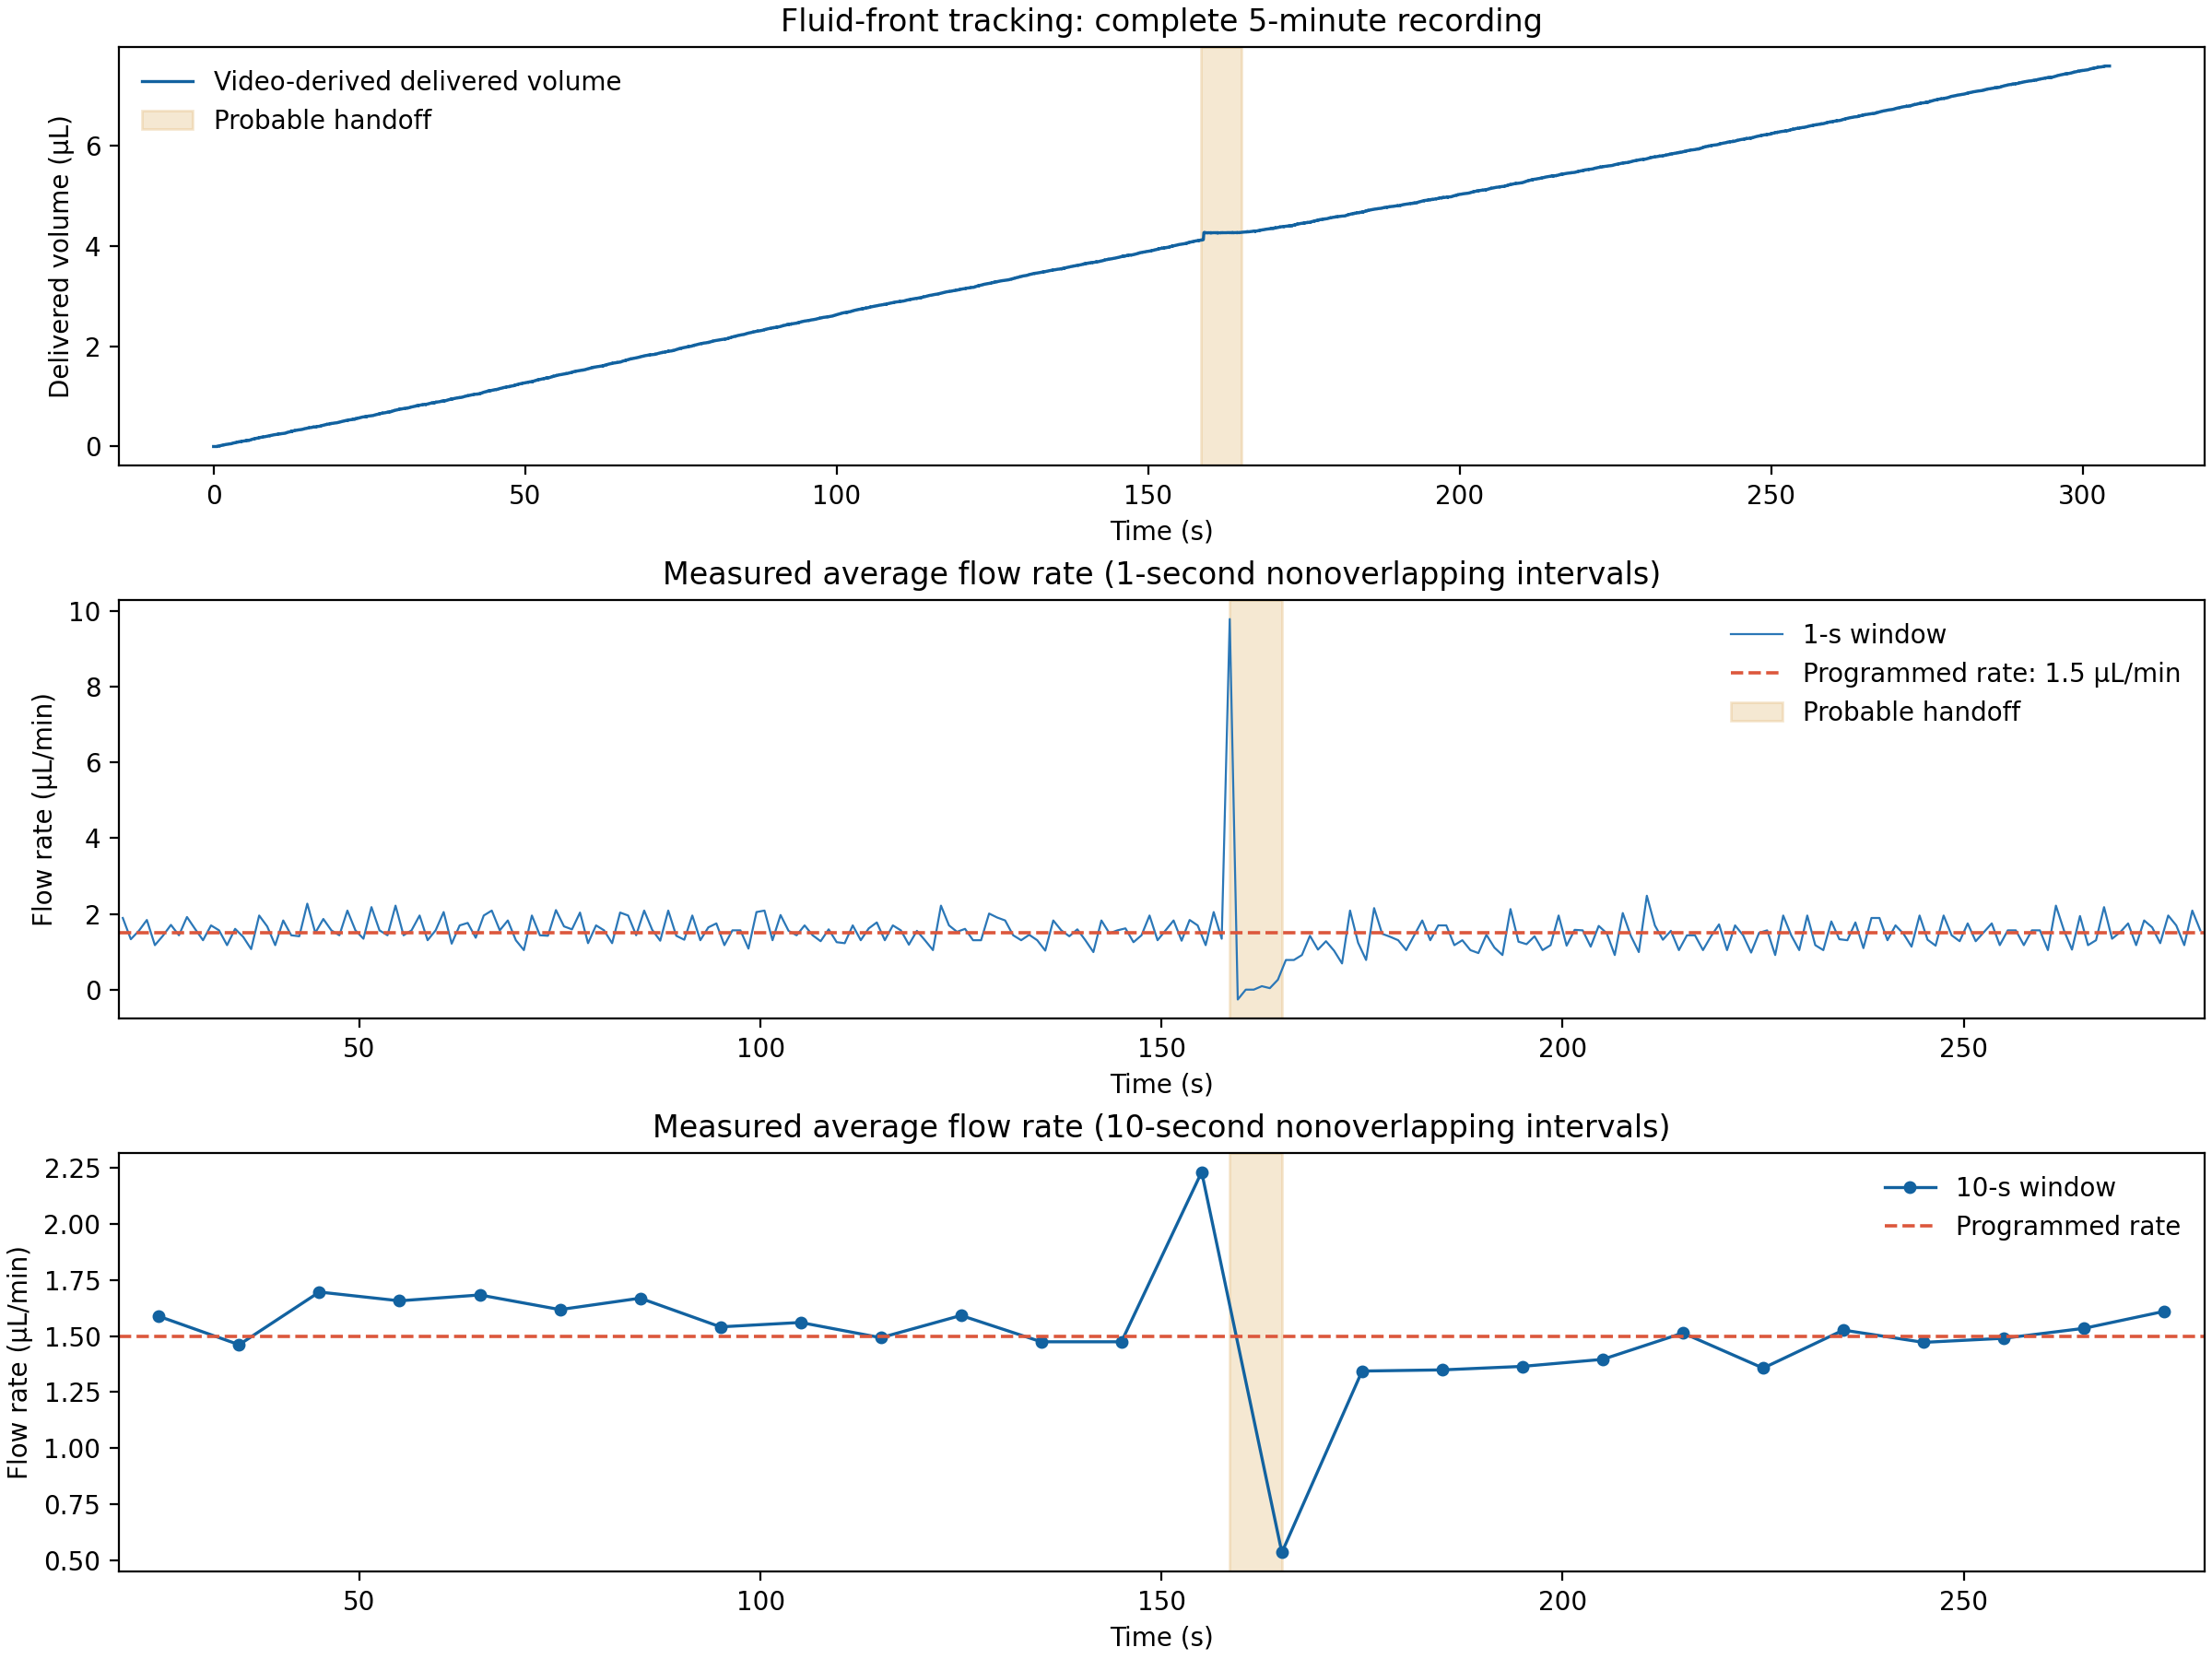 Fluid-front tracking: complete 5-minute recording
Video-derived delivered volume
Probable handoff
Delivered volume (µL)
6
4
2
0
0 50 100 150 200 250 300
Time (s)
Measured average flow rate (1-second nonoverlapping intervals)
1-s window
Programmed rate: 1.5 µL/min
Probable handoff
Flow rate (µL/min)
10
8
6
4
2
0
50 100 150 200 250
Time (s)
Measured average flow rate (10-second nonoverlapping intervals)
10-s window
Programmed rate
Flow rate (µL/min)
2.25
2.00
1.75
1.50
1.25
1.00
0.75
0.50
50 100 150 200 250
Time (s)